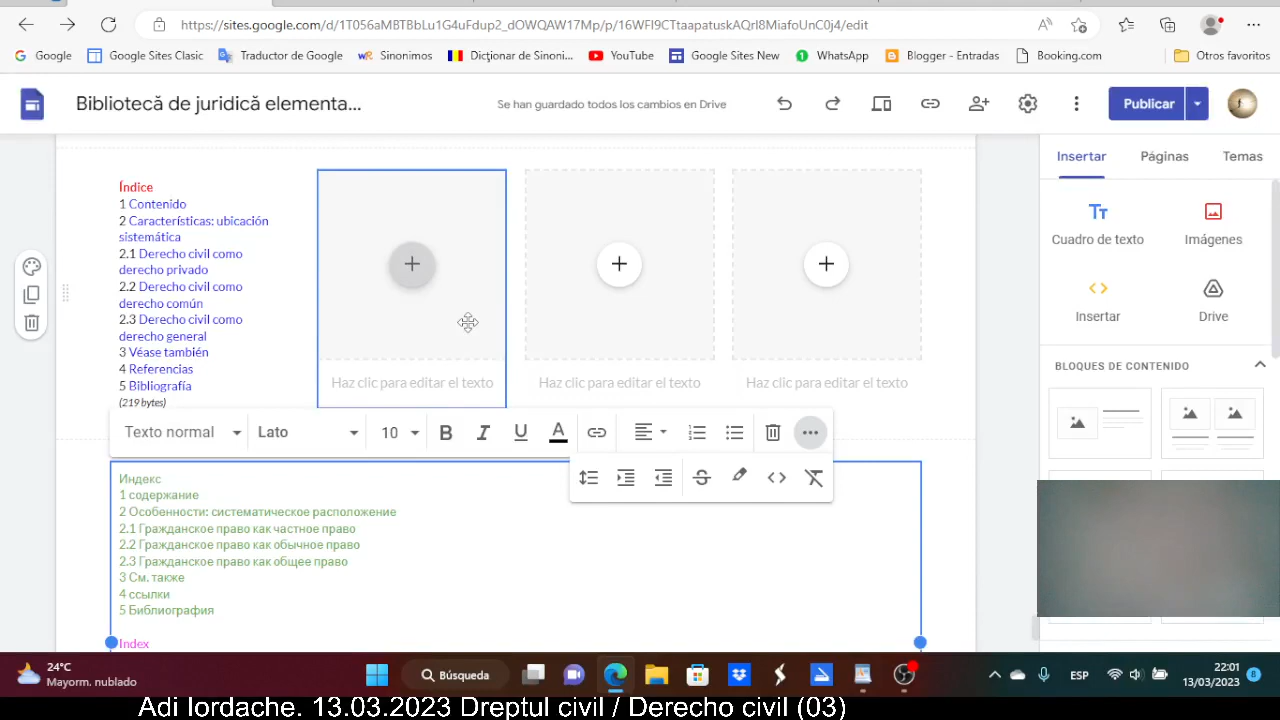 https://sites.google.com/d/1T056aMBTBbLu1G4uFdup2_dOWQAW17Mp/p/16WFI9CTtaapatuskAQrI8MiafoUnC0j4/edit
Google
Google Sites Clasic
Traductor de Google
Sinonimos
Dicționar de Sinoni...
YouTube
Google Sites New
WhatsApp
Blogger - Entradas
Booking.com
Otros favoritos
Bibliotecă de juridică elementa...
Se han guardado todos los cambios en Drive
Publicar
Insertar
Páginas
Temas
Índice
1 Contenido
2 Características: ubicación
sistemática
2.1 Derecho civil como
derecho privado
2.2 Derecho civil como
derecho común
2.3 Derecho civil como
derecho general
3 Véase también
4 Referencias
5 Bibliografía
(219 bytes)
Haz clic para editar el texto
Haz clic para editar el texto
Haz clic para editar el texto
Cuadro de texto
Imágenes
Insertar
Drive
BLOQUES DE CONTENIDO
Texto normal
Lato
10
Индекс
1 содержание
2 Особенности: систематическое расположение
2.1 Гражданское право как частное право
2.2 Гражданское право как обычное право
2.3 Гражданское право как общее право
3 См. также
4 ссылки
5 Библиография
Index
24°C
Mayorm. nublado
Búsqueda
ESP
22:01
13/03/2023
8
Adi Iordache. 13.03.2023 Dreptul civil / Derecho civil (03)